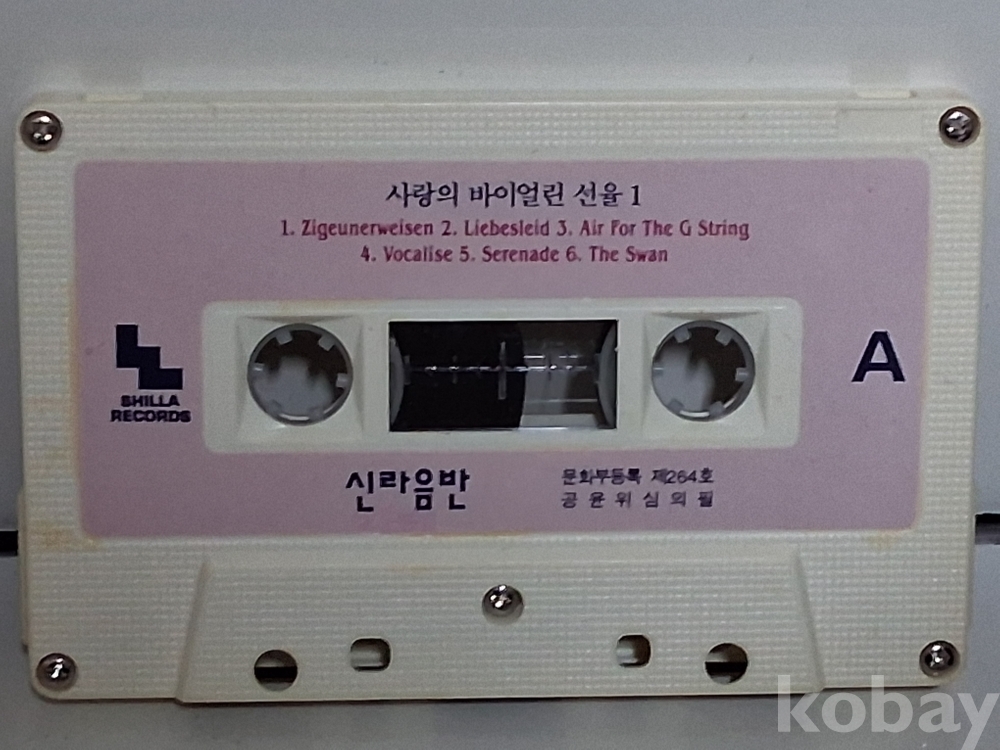 사랑의 바이얼린 선율 1
1. Zigeunerweisen 2. Liebesleid 3. Air For The G String
4. Vocalise 5. Serenade 6. The Swan
A
SHILLA
RECORDS
신라음반
문화부등록 제264호
공윤위심의필
kobay